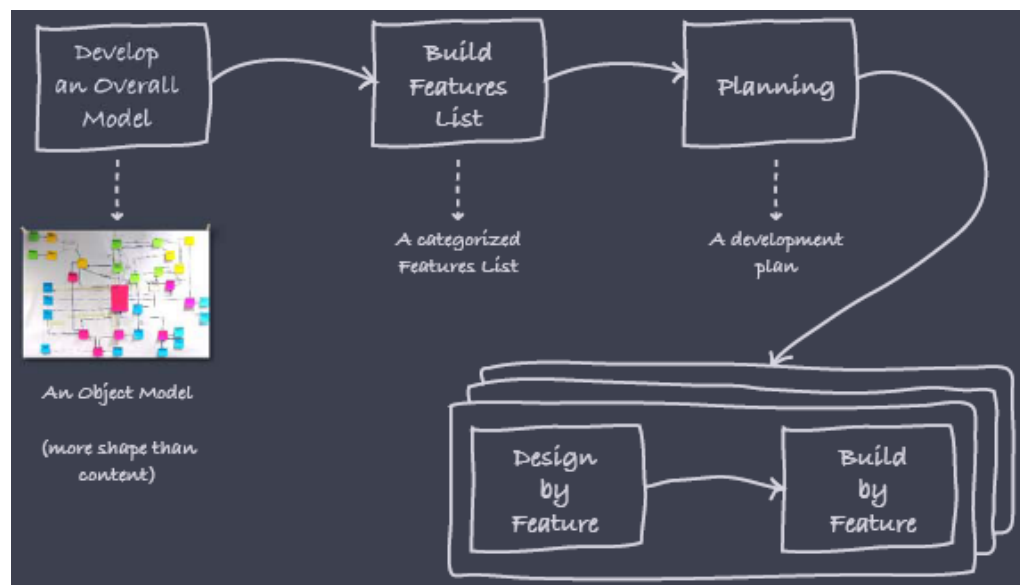 Develop
an Overall
Model
Build
Features
List
Planning
A categorized
Features List
A development
plan
An Object Model
(more shape than
content)
Design
by
Feature
Build
by
Feature